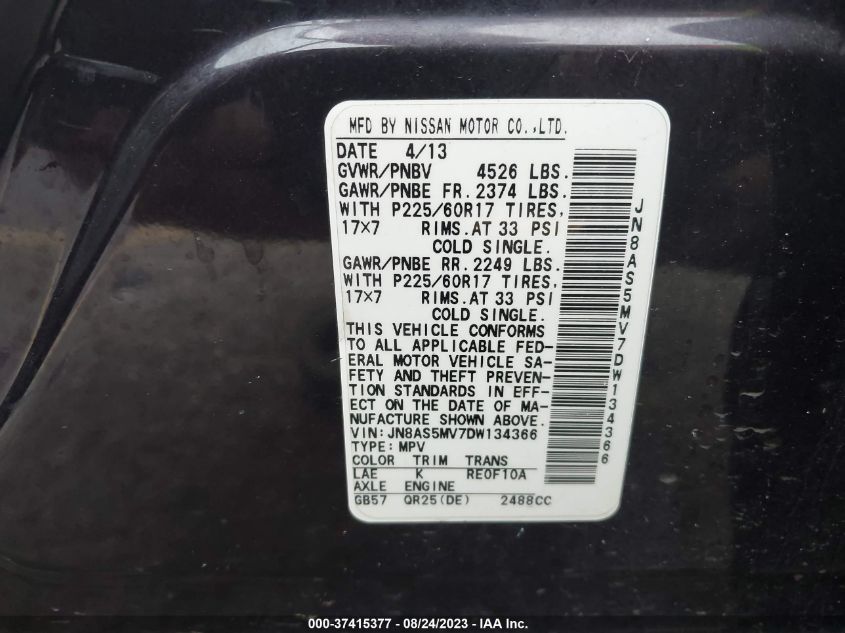 MFD BY NISSAN MOTOR CO.,LTD.
DATE 4/13
GVWR/PNBV 4526 LBS.
GAWR/PNBE FR. 2374 LBS.
WITH P225/60R17 TIRES,
17×7 RIMS.AT 33 PSI
COLD SINGLE.
GAWR/PNBE RR. 2249 LBS.
WITH P225/60R17 TIRES,
17×7 RIMS.AT 33 PSI
COLD SINGLE.
THIS VEHICLE CONFORMS
TO ALL APPLICABLE FED-
ERAL MOTOR VEHICLE SA-
FETY AND THEFT PREVEN-
TION STANDARDS IN EFF-
ECT ON THE DATE OF MA-
NUFACTURE SHOWN ABOVE.
VIN: JN8AS5MV7DW134366
TYPE: MPV
COLOR TRIM TRANS
LAE K RE0F10A
AXLE ENGINE
GB57 QR25(DE) 2488CC
JN8AS5MV7DW134366
000-37415377 - 08/24/2023 - IAA Inc.